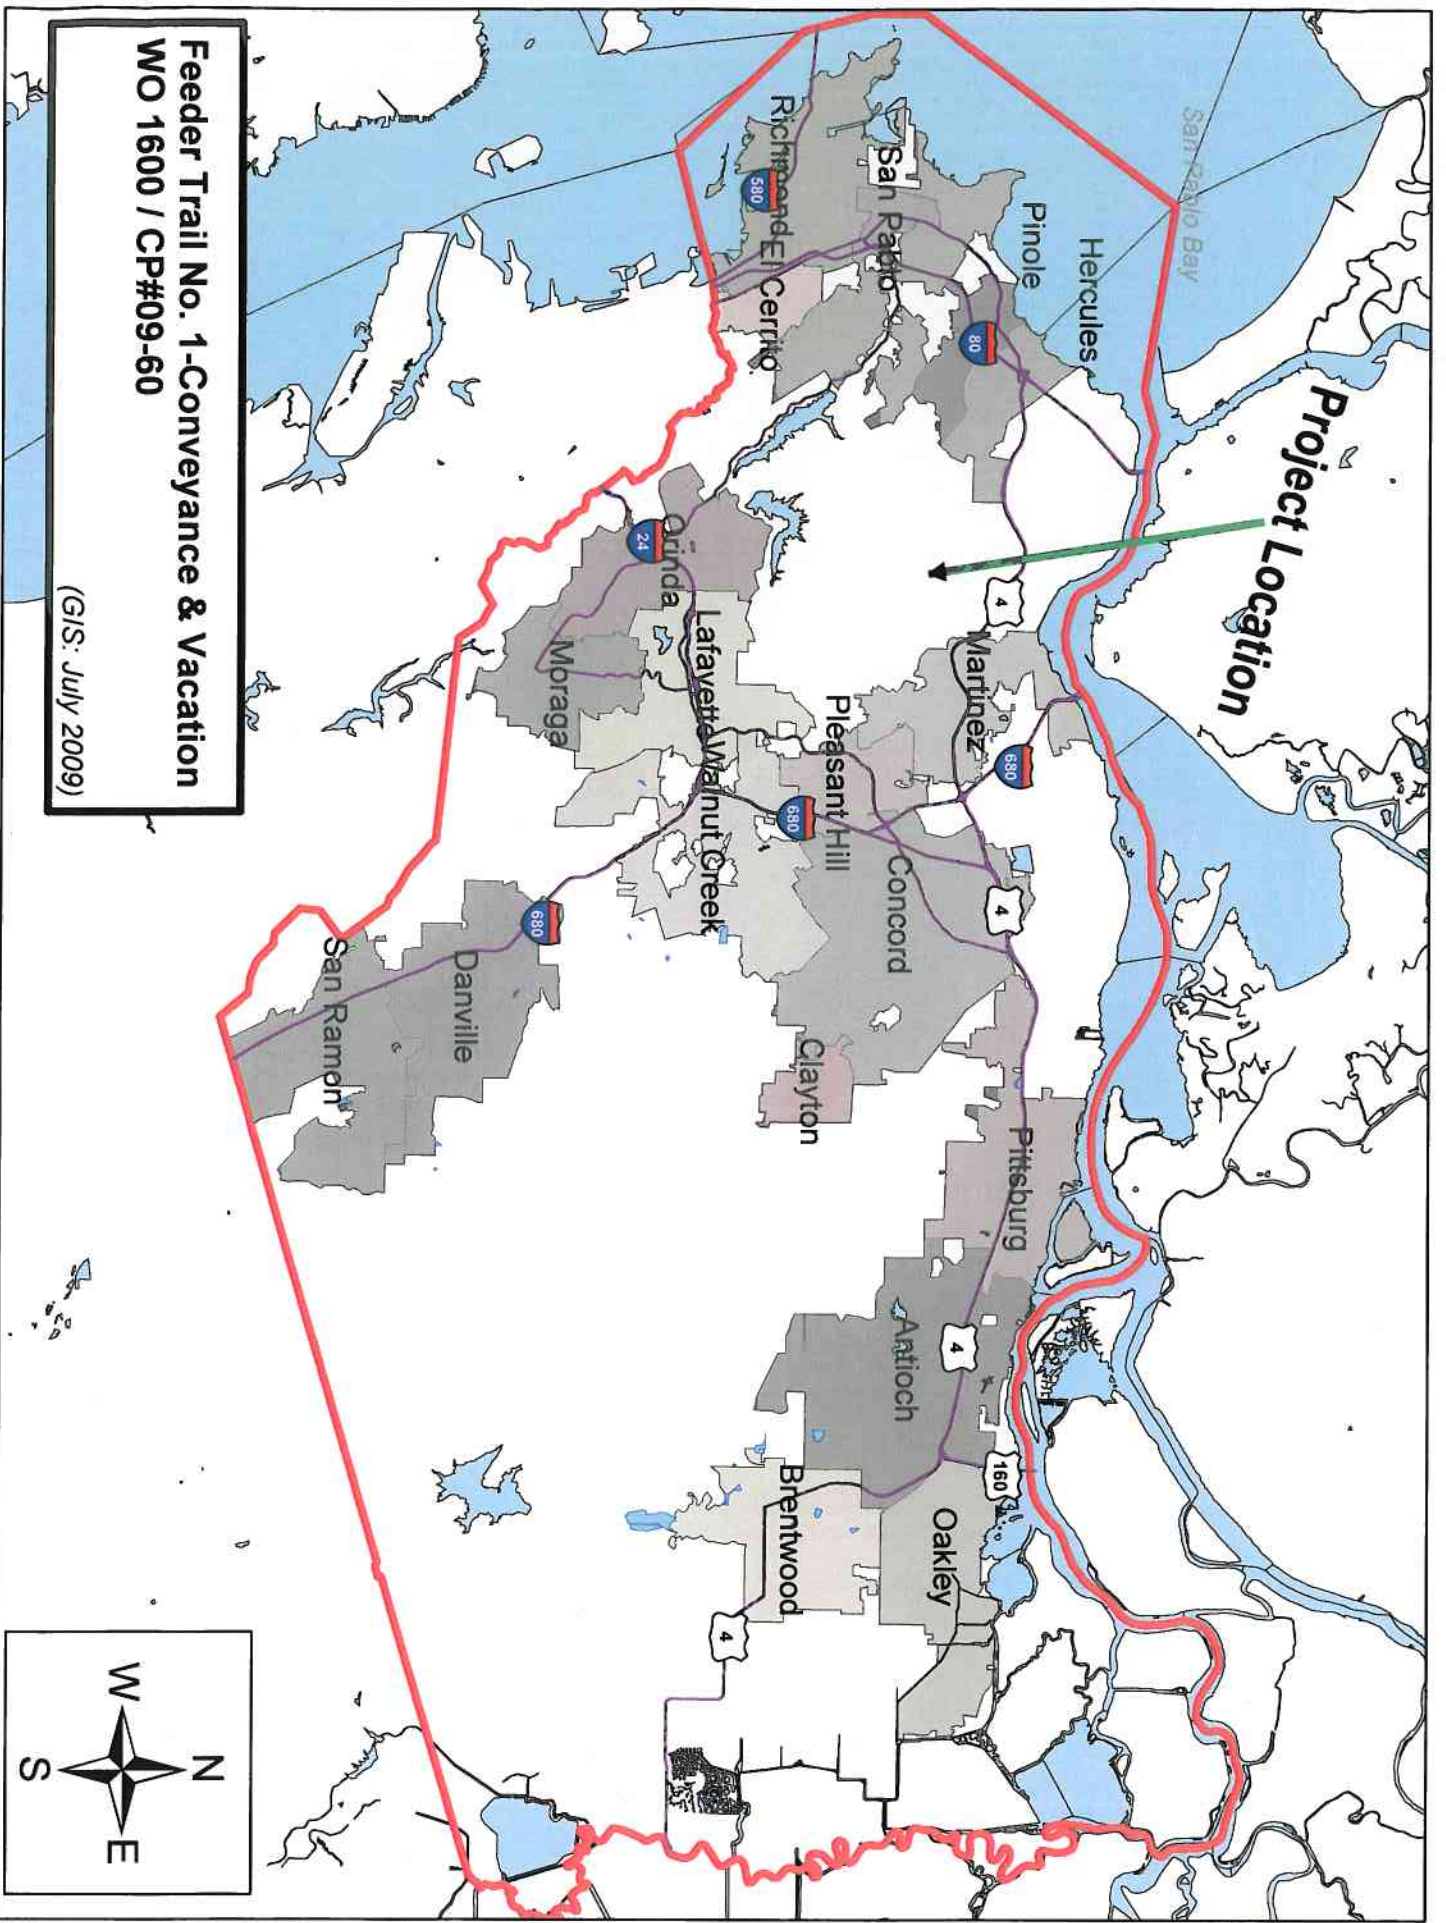 San Pablo Bay
Project Location
Hercules
Pinole
San Pablo
Richmond
El Cerrito
580
80
4
Martinez
680
Pleasant Hill
680
Concord
4
Orinda
24
Lafayette
Walnut Creek
Moraga
680
Danville
San Ramon
Clayton
Pittsburg
Antioch
4
160
Oakley
Brentwood
4
Feeder Trail No. 1-Conveyance & Vacation
WO 1600 / CP#09-60
(GIS: July 2009)
N
W
E
S